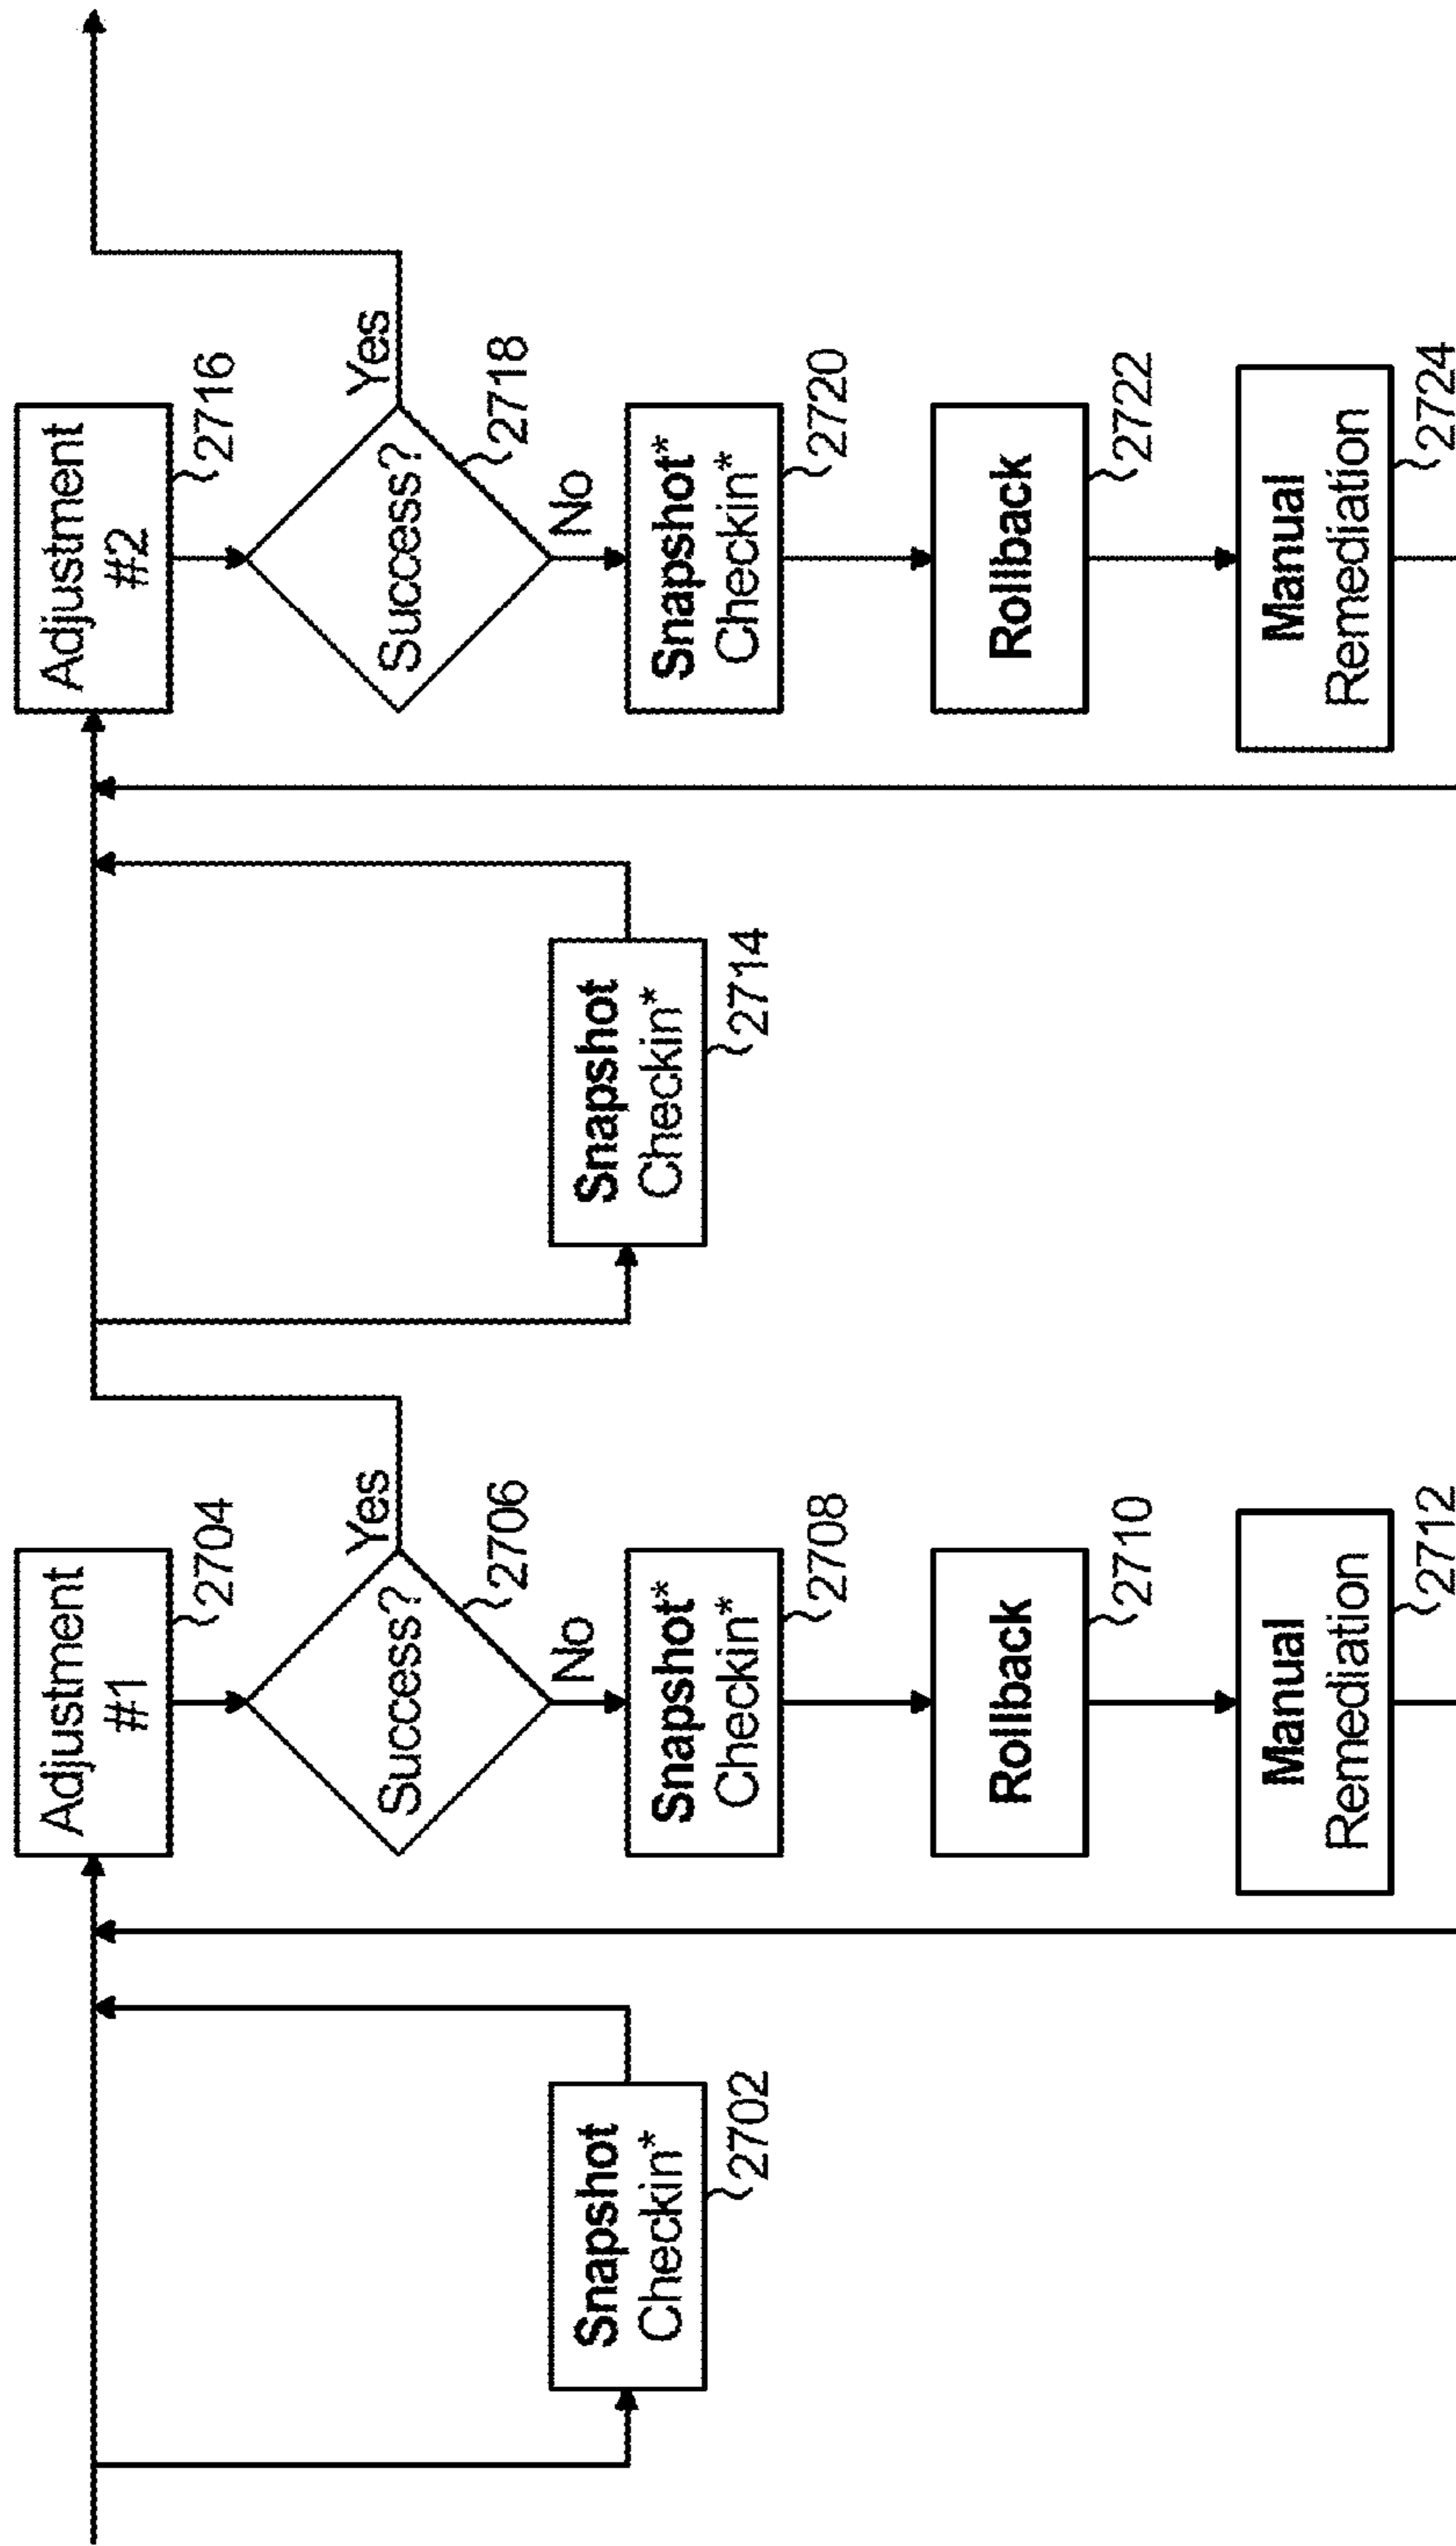 Snapshot
Checkin*
2702
Adjustment
#1
2704
Success?
Yes
2706
No
Snapshot*
Checkin*
2708
Rollback
2710
Manual
Remediation
2712
Snapshot
Checkin*
2714
Adjustment
#2
2716
Success?
Yes
2718
No
Snapshot*
Checkin*
2720
Rollback
2722
Manual
Remediation
2724